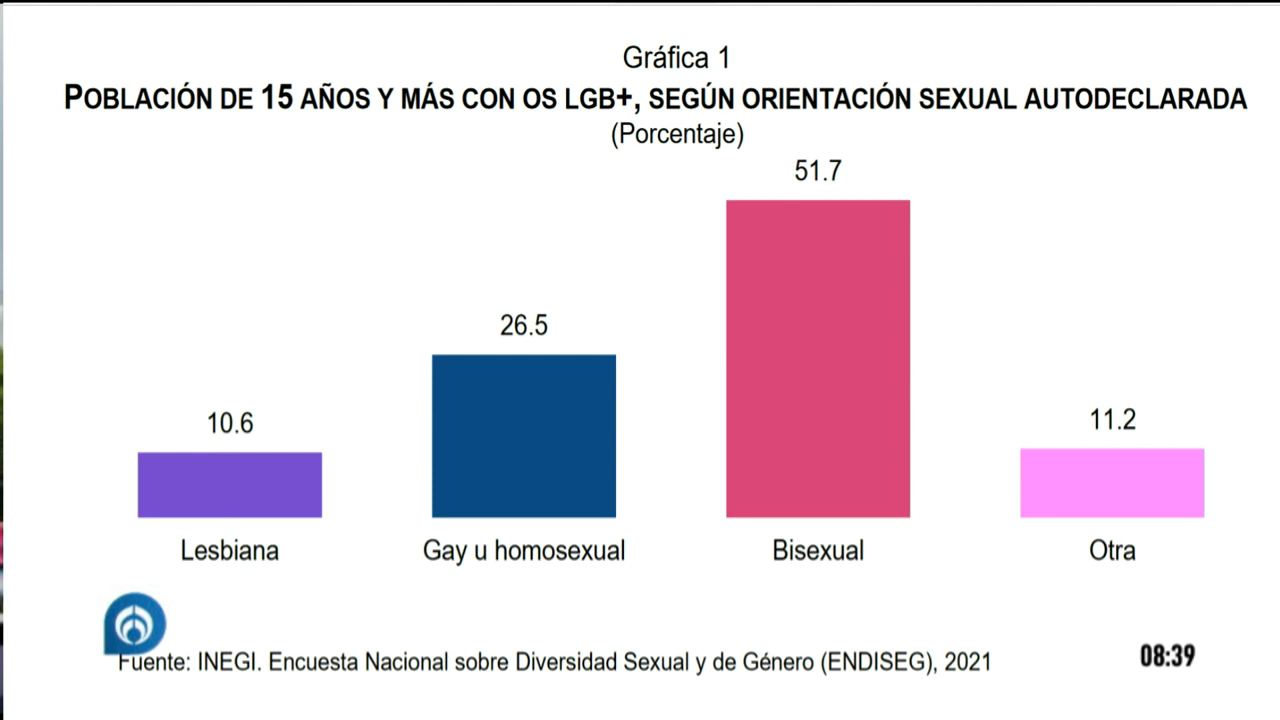 Gráfica 1
POBLACIÓN DE 15 AÑOS Y MÁS CON OS LGB+, SEGÚN ORIENTACIÓN SEXUAL AUTODECLARADA
(Porcentaje)
51.7
26.5
10.6
11.2
Lesbiana
Gay u homosexual
Bisexual
Otra
Fuente: INEGI. Encuesta Nacional sobre Diversidad Sexual y de Género (ENDISEG), 2021
08:39